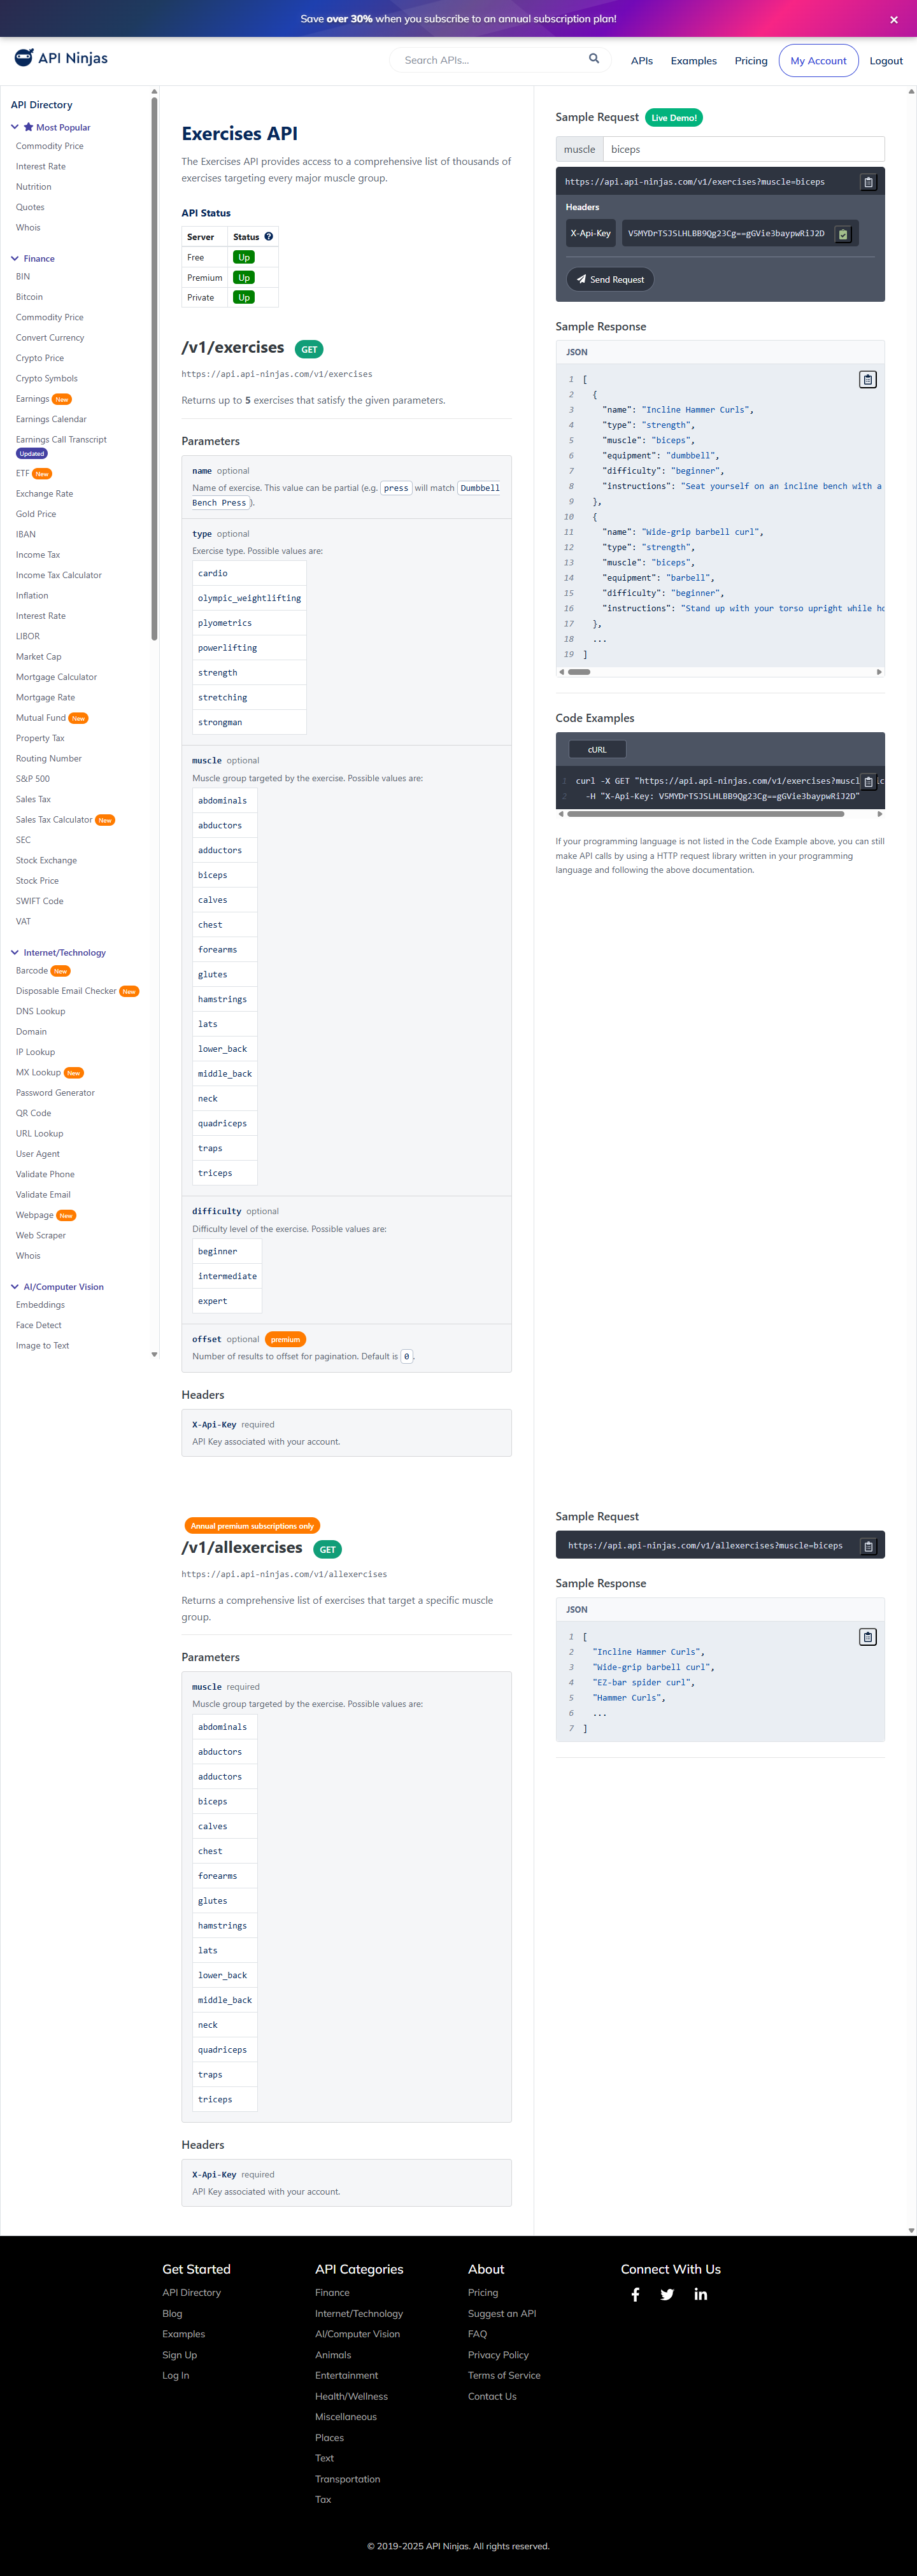 Save over 30% when you subscribe to an annual subscription plan!
API Ninjas
Search APIs...
APIs
Examples
Pricing
My Account
Logout
API Directory
Most Popular
Commodity Price
Interest Rate
Nutrition
Quotes
Whois
Finance
BIN
Bitcoin
Commodity Price
Convert Currency
Crypto Price
Crypto Symbols
Earnings New
Earnings Calendar
Earnings Call Transcript
Updated
ETF New
Exchange Rate
Gold Price
IBAN
Income Tax
Income Tax Calculator
Inflation
Interest Rate
LIBOR
Market Cap
Mortgage Calculator
Mortgage Rate
Mutual Fund New
Property Tax
Routing Number
S&P 500
Sales Tax
Sales Tax Calculator New
SEC
Stock Exchange
Stock Price
SWIFT Code
VAT
Internet/Technology
Barcode New
Disposable Email Checker New
DNS Lookup
Domain
IP Lookup
MX Lookup New
Password Generator
QR Code
URL Lookup
User Agent
Validate Phone
Validate Email
Webpage New
Web Scraper
Whois
AI/Computer Vision
Embeddings
Face Detect
Image to Text
Exercises API
The Exercises API provides access to a comprehensive list of thousands of
exercises targeting every major muscle group.
API Status
Server Status
Free Up
Premium Up
Private Up
/v1/exercises GET
https://api.api-ninjas.com/v1/exercises
Returns up to 5 exercises that satisfy the given parameters.
Parameters
name optional
Name of exercise. This value can be partial (e.g. press will match Dumbbell
Bench Press).
type optional
Exercise type. Possible values are:
cardio
olympic_weightlifting
plyometrics
powerlifting
strength
stretching
strongman
muscle optional
Muscle group targeted by the exercise. Possible values are:
abdominals
abductors
adductors
biceps
calves
chest
forearms
glutes
hamstrings
lats
lower_back
middle_back
neck
quadriceps
traps
triceps
difficulty optional
Difficulty level of the exercise. Possible values are:
beginner
intermediate
expert
offset optional premium
Number of results to offset for pagination. Default is 0.
Headers
X-Api-Key required
API Key associated with your account.
Annual premium subscriptions only
/v1/allexercises GET
https://api.api-ninjas.com/v1/allexercises
Returns a comprehensive list of exercises that target a specific muscle
group.
Parameters
muscle required
Muscle group targeted by the exercise. Possible values are:
abdominals
abductors
adductors
biceps
calves
chest
forearms
glutes
hamstrings
lats
lower_back
middle_back
neck
quadriceps
traps
triceps
Headers
X-Api-Key required
API Key associated with your account.
Sample Request Live Demo!
muscle biceps
https://api.api-ninjas.com/v1/exercises?muscle=biceps
Headers
X-Api-Key V5MYDrTSJSLHLBB9Qg23Cg==gGVie3baypwRiJ2D
Send Request
Sample Response
JSON
1 [
2 {
3 "name": "Incline Hammer Curls",
4 "type": "strength",
5 "muscle": "biceps",
6 "equipment": "dumbbell",
7 "difficulty": "beginner",
8 "instructions": "Seat yourself on an incline bench with a
9 },
10 {
11 "name": "Wide-grip barbell curl",
12 "type": "strength",
13 "muscle": "biceps",
14 "equipment": "barbell",
15 "difficulty": "beginner",
16 "instructions": "Stand up with your torso upright while ho
17 },
18 ...
19 ]
Code Examples
cURL
1 curl -X GET "https://api.api-ninjas.com/v1/exercises?muscl ic
2 -H "X-Api-Key: V5MYDrTSJSLHLBB9Qg23Cg==gGVie3baypwRiJ2D"
If your programming language is not listed in the Code Example above, you can still
make API calls by using a HTTP request library written in your programming
language and following the above documentation.
Sample Request
https://api.api-ninjas.com/v1/allexercises?muscle=biceps
Sample Response
JSON
1 [
2 "Incline Hammer Curls",
3 "Wide-grip barbell curl",
4 "EZ-bar spider curl",
5 "Hammer Curls",
6 ...
7 ]
Get Started
API Directory
Blog
Examples
Sign Up
Log In
API Categories
Finance
Internet/Technology
AI/Computer Vision
Animals
Entertainment
Health/Wellness
Miscellaneous
Places
Text
Transportation
Tax
About
Pricing
Suggest an API
FAQ
Privacy Policy
Terms of Service
Contact Us
Connect With Us
© 2019-2025 API Ninjas. All rights reserved.